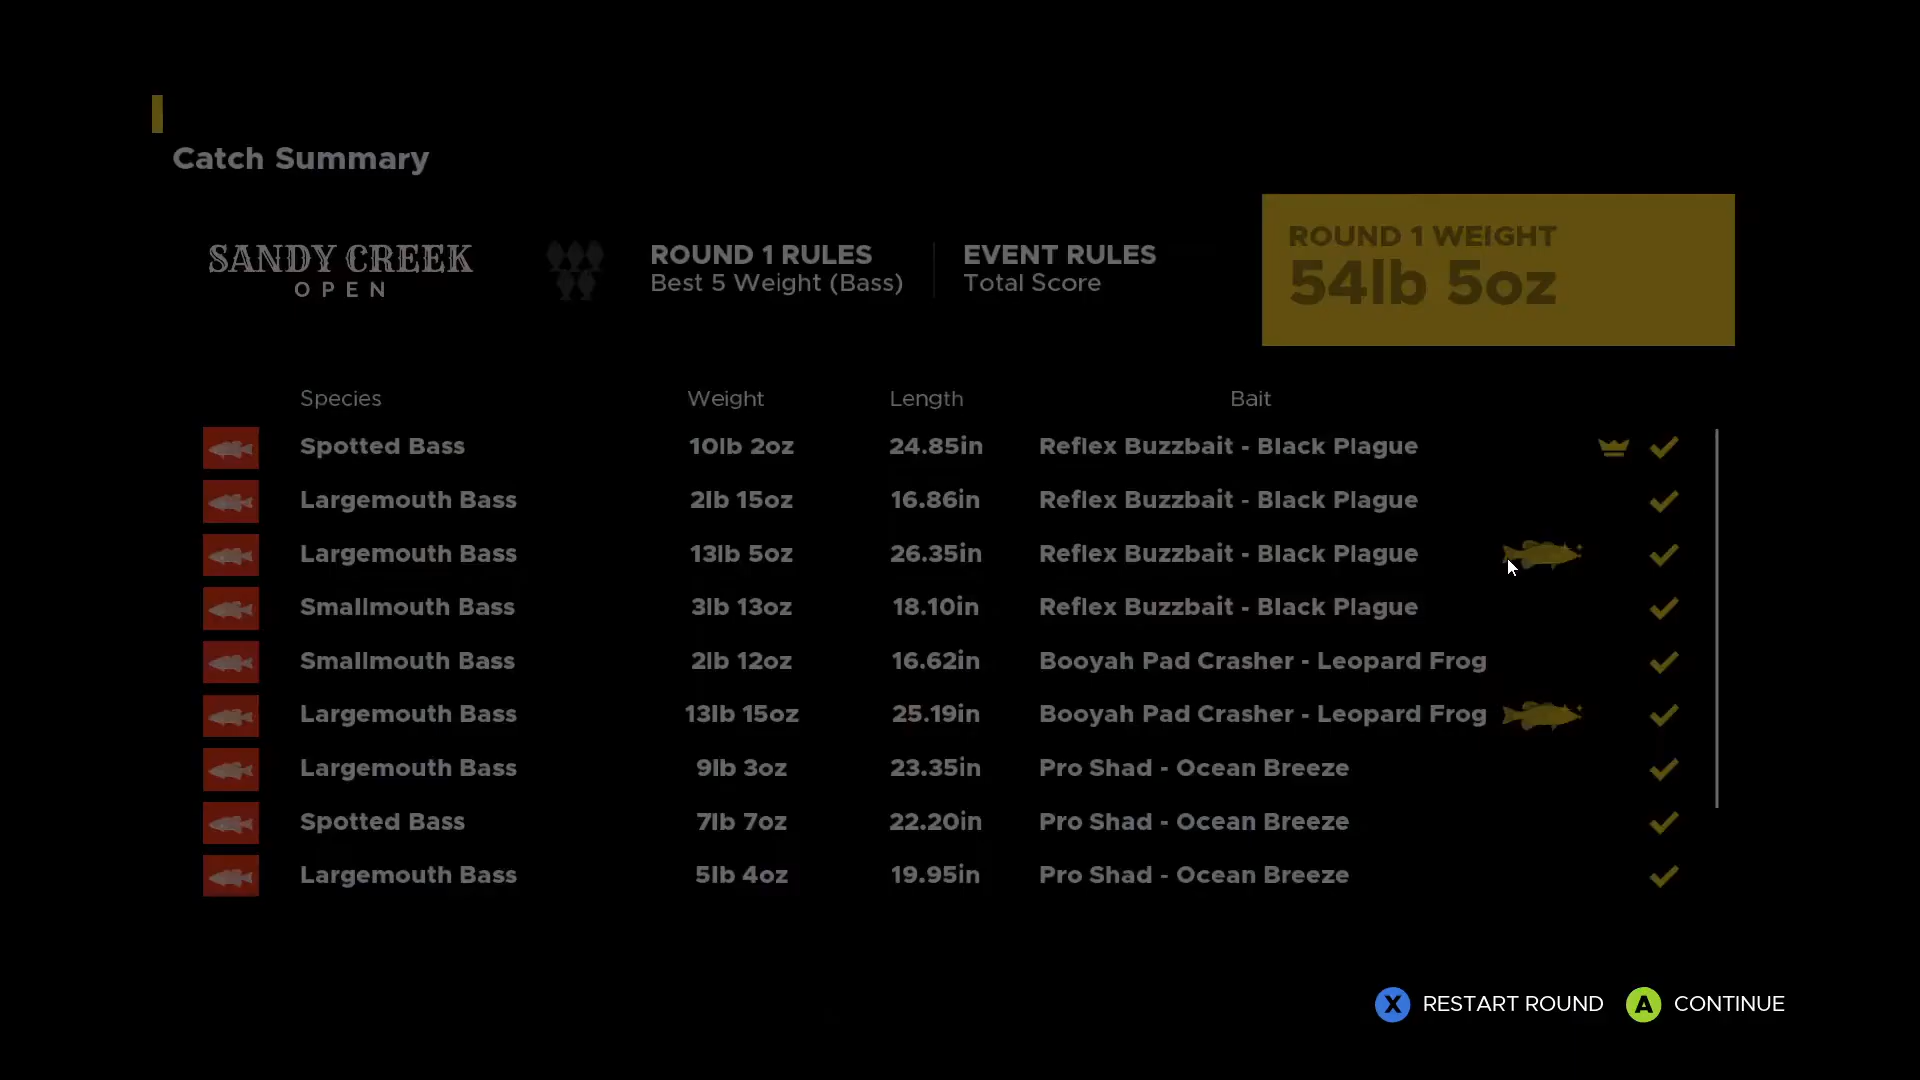 Catch Summary
SANDY CREEK
OPEN
ROUND 1 RULES
Best 5 Weight (Bass)
EVENT RULES
Total Score
ROUND 1 WEIGHT
54lb 5oz
Species Weight Length Bait
Spotted Bass 10lb 2oz 24.85in Reflex Buzzbait - Black Plague
Largemouth Bass 2lb 15oz 16.86in Reflex Buzzbait - Black Plague
Largemouth Bass 13lb 5oz 26.35in Reflex Buzzbait - Black Plague
Smallmouth Bass 3lb 13oz 18.10in Reflex Buzzbait - Black Plague
Smallmouth Bass 2lb 12oz 16.62in Booyah Pad Crasher - Leopard Frog
Largemouth Bass 13lb 15oz 25.19in Booyah Pad Crasher - Leopard Frog
Largemouth Bass 9lb 3oz 23.35in Pro Shad - Ocean Breeze
Spotted Bass 7lb 7oz 22.20in Pro Shad - Ocean Breeze
Largemouth Bass 5lb 4oz 19.95in Pro Shad - Ocean Breeze
X RESTART ROUND A CONTINUE